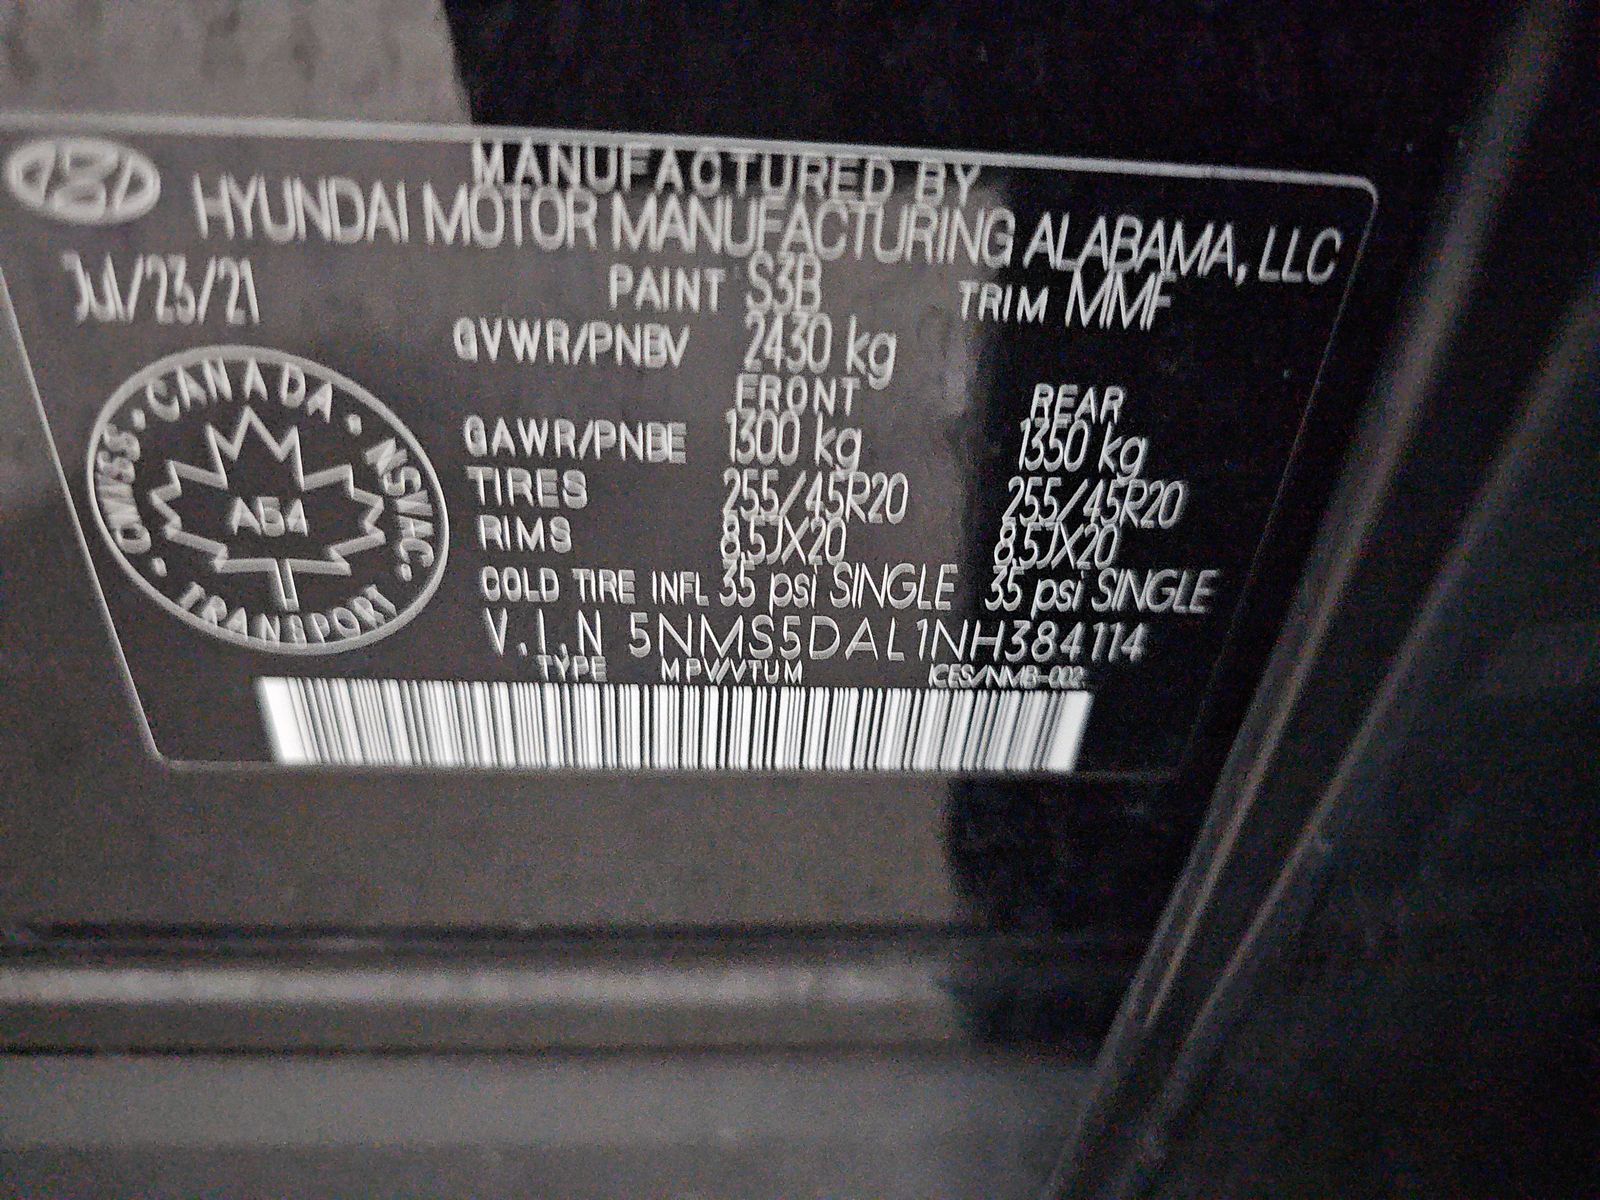 MANUFACTURED BY
HYUNDAI MOTOR MANUFACTURING ALABAMA, LLC
Jul/23/21 PAINT S3B TRIM MMF
GVWR/PNBV 2430 kg
FRONT REAR
GAWR/PNBE 1300 kg 1350 kg
TIRES 255/45R20 255/45R20
RIMS 8.5JX20 8.5JX20
COLD TIRE INFL 35 psi SINGLE 35 psi SINGLE
V.I.N 5NMS5DAL1NH384114
TYPE MPV/VTUM ICES/NMB-002
CANADA
CMVSS · NSVAC
A54
TRANSPORT